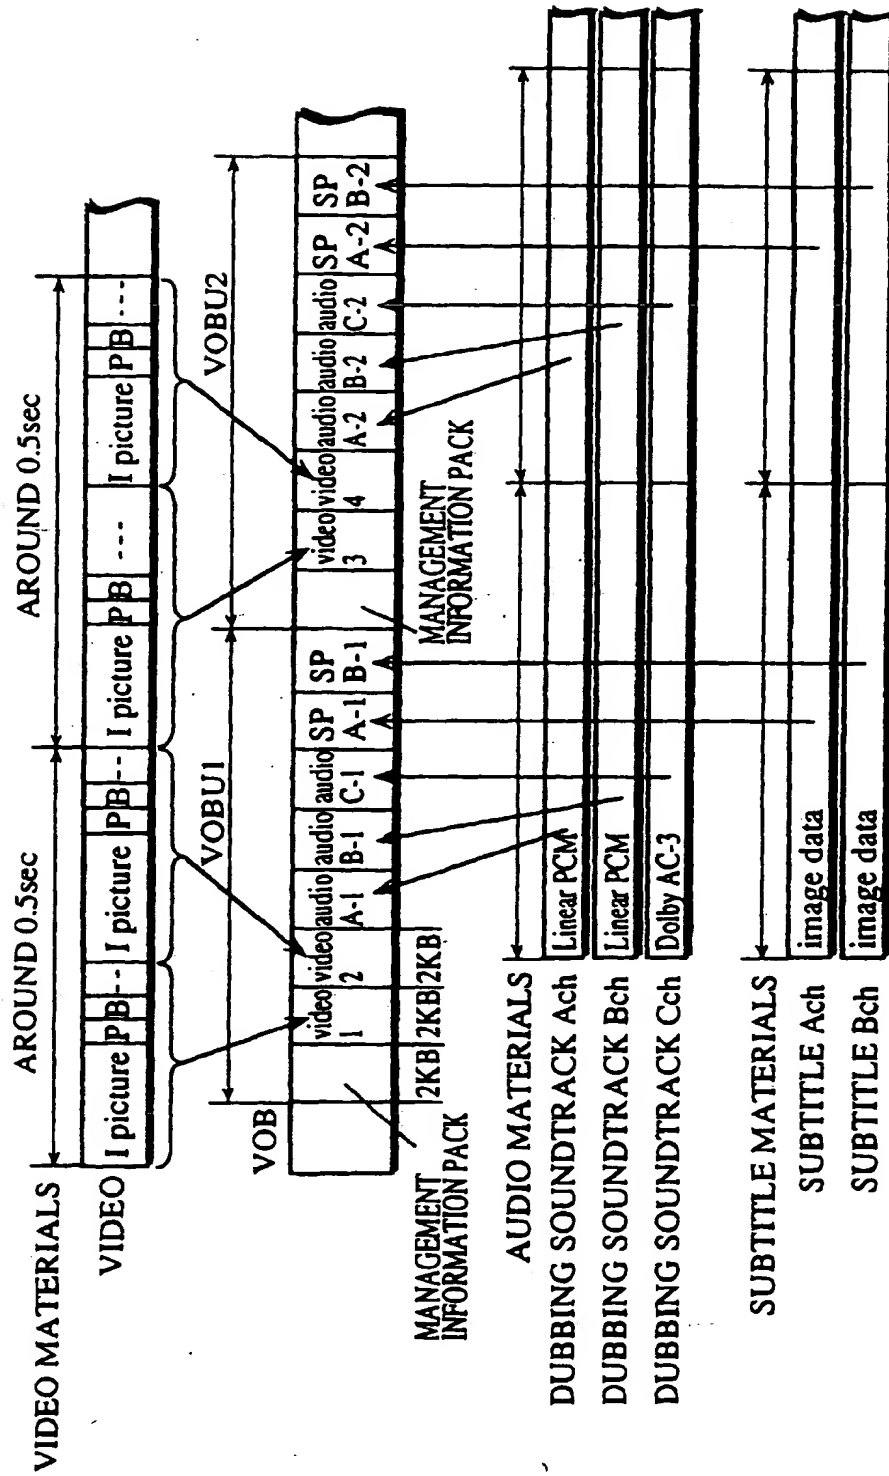 VIDEO MATERIALS
AROUND 0.5sec
AROUND 0.5sec
VIDEO
I picture P B -- I picture P B -- I picture P B --- I picture P B ---
VOB
VOBU1
VOBU2
video 1
video 2
audio A-1
audio B-1
audio C-1
SP A-1
SP B-1
video 3
video 4
audio A-2
audio B-2
audio C-2
SP A-2
SP B-2
2KB 2KB 2KB
MANAGEMENT
INFORMATION PACK
MANAGEMENT
INFORMATION PACK
AUDIO MATERIALS
DUBBING SOUNDTRACK Ach
Linear PCM
DUBBING SOUNDTRACK Bch
Linear PCM
DUBBING SOUNDTRACK Cch
Dolby AC-3
SUBTITLE MATERIALS
SUBTITLE Ach
image data
SUBTITLE Bch
image data